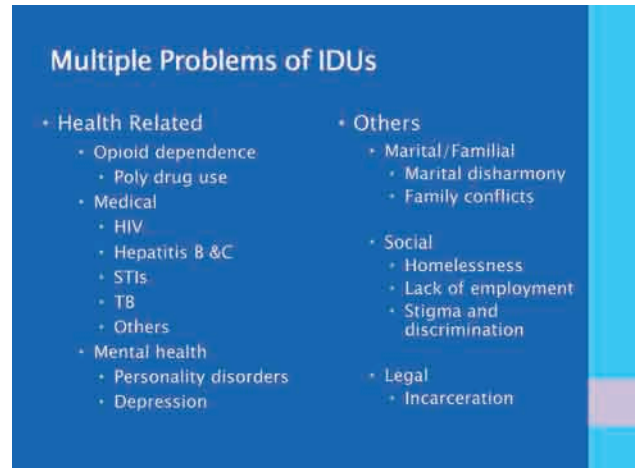 Multiple Problems of IDUs
• Health Related
• Opioid dependence
• Poly drug use
• Medical
• HIV
• Hepatitis B &C
• STIs
• TB
• Others
• Mental health
• Personality disorders
• Depression
• Others
• Marital/Familial
• Marital disharmony
• Family conflicts
• Social
• Homelessness
• Lack of employment
• Stigma and
discrimination
• Legal
• Incarceration